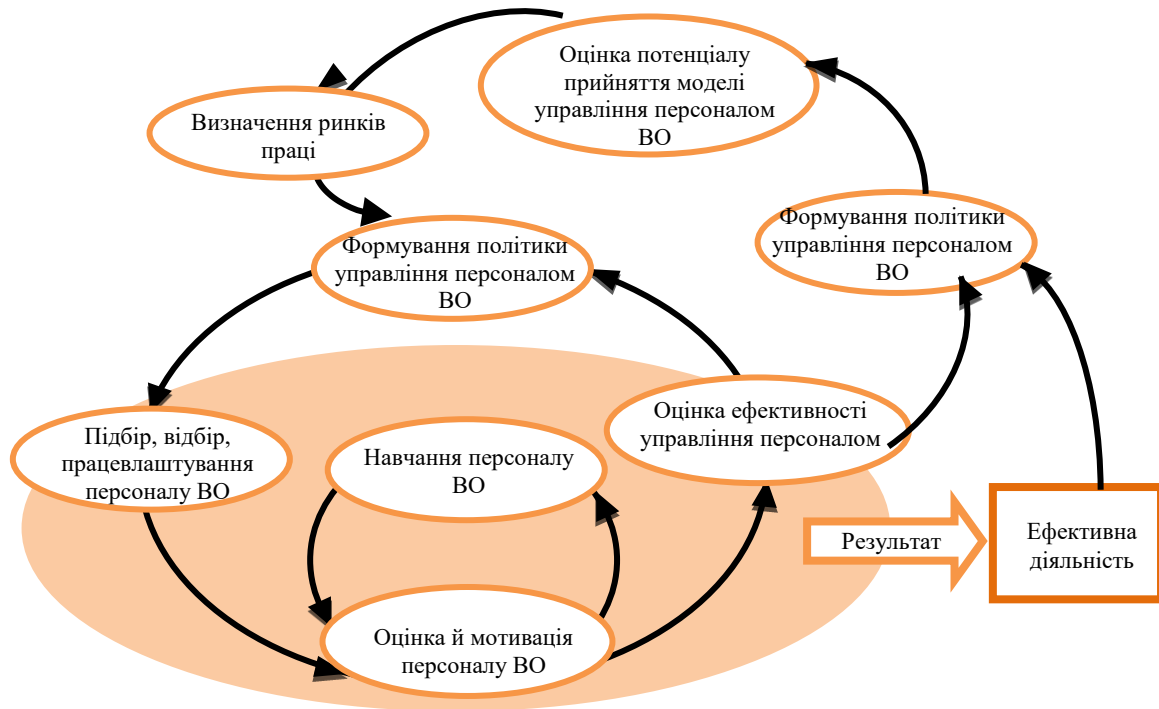 Оцінка потенціалу
прийняття моделі
управління персоналом
ВО
Визначення ринків
праці
Формування політики
управління персоналом
ВО
Формування політики
управління персоналом
ВО
Підбір, відбір,
працевлаштування
персоналу ВО
Навчання персоналу
ВО
Оцінка ефективності
управління персоналом
Результат
Ефективна
діяльність
Оцінка й мотивація
персоналу ВО